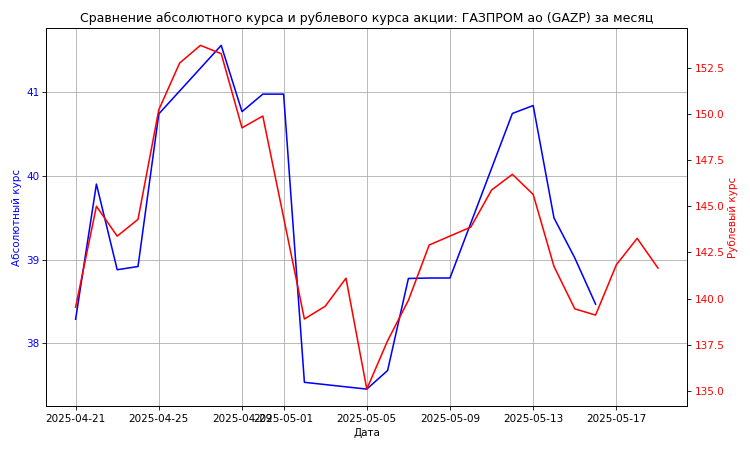 Сравнение абсолютного курса и рублевого курса акции: ГАЗПРОМ ао (GAZP) за месяц
41
40
39
38
Абсолютный курс
152.5
150.0
147.5
145.0
142.5
140.0
137.5
135.0
Рублевый курс
2025-04-21 2025-04-25 2025-04-29 2025-05-01 2025-05-05 2025-05-09 2025-05-13 2025-05-17
Дата